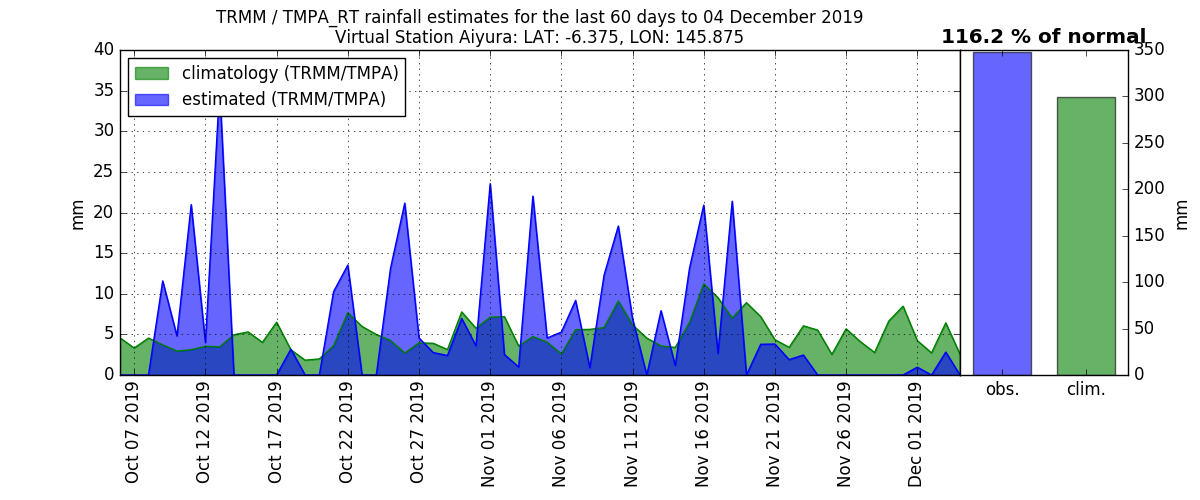 TRMM / TMPA_RT rainfall estimates for the last 60 days to 04 December 2019
Virtual Station Aiyura: LAT: -6.375, LON: 145.875
116.2 % of normal
climatology (TRMM/TMPA)
estimated (TRMM/TMPA)
40
35
30
25
20
15
10
5
0
mm
350
300
250
200
150
100
50
0
mm
obs.
clim.
Oct 07 2019
Oct 12 2019
Oct 17 2019
Oct 22 2019
Oct 27 2019
Nov 01 2019
Nov 06 2019
Nov 11 2019
Nov 16 2019
Nov 21 2019
Nov 26 2019
Dec 01 2019